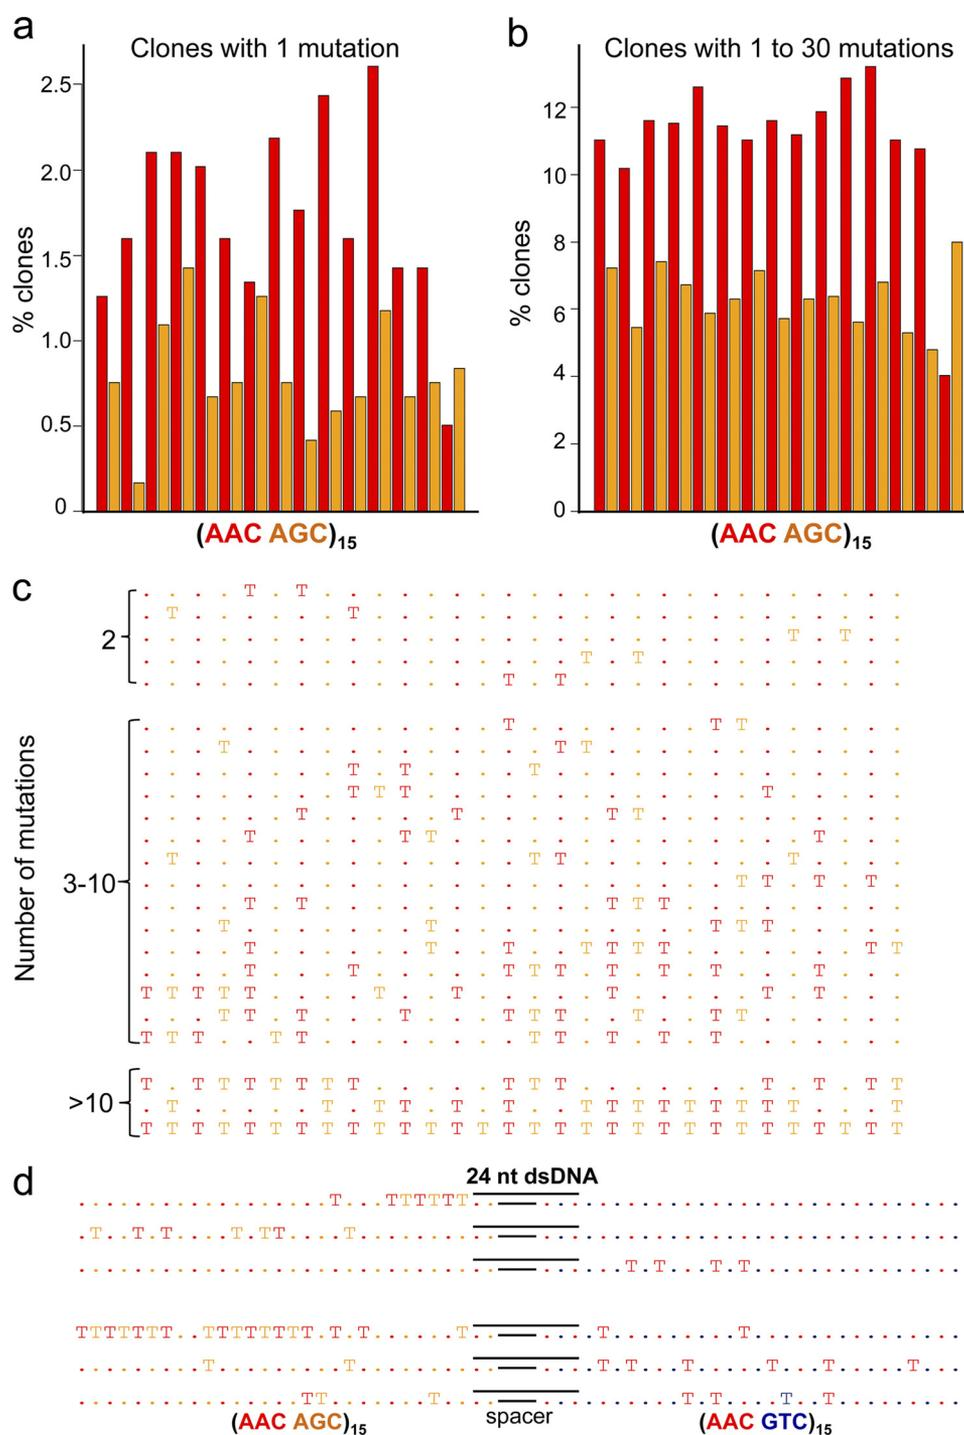 a
Clones with 1 mutation
% clones
2.5
2.0
1.5
1.0
0.5
0
(AAC AGC)15
b
Clones with 1 to 30 mutations
% clones
12
10
8
6
4
2
0
(AAC AGC)15
c
Number of mutations
2
T T
T T
T T
T T
T T
3-10
T T T
T T T
T T T
T T T T
T T T T
T T T T
T T T T
T T T T
T T T T T
T T T T T
T T T T T T T T T
T T T T T T T T T
T T T T T T T T T T
T T T T T T T T T T
T T T T T T T T T T
>10
T T T T T T T T T T T T T T T
T T T T T T T T T T T T T T T
T T T T T T T T T T T T T T T T T T T T T T T T T T T T T T
d
24 nt dsDNA
T T T T T T T
T T T T T T T
T T T T
T T T T T T T T T T T T T T T T T T T
T T T T T T T T
T T T T T T T
spacer
(AAC AGC)15
(AAC GTC)15